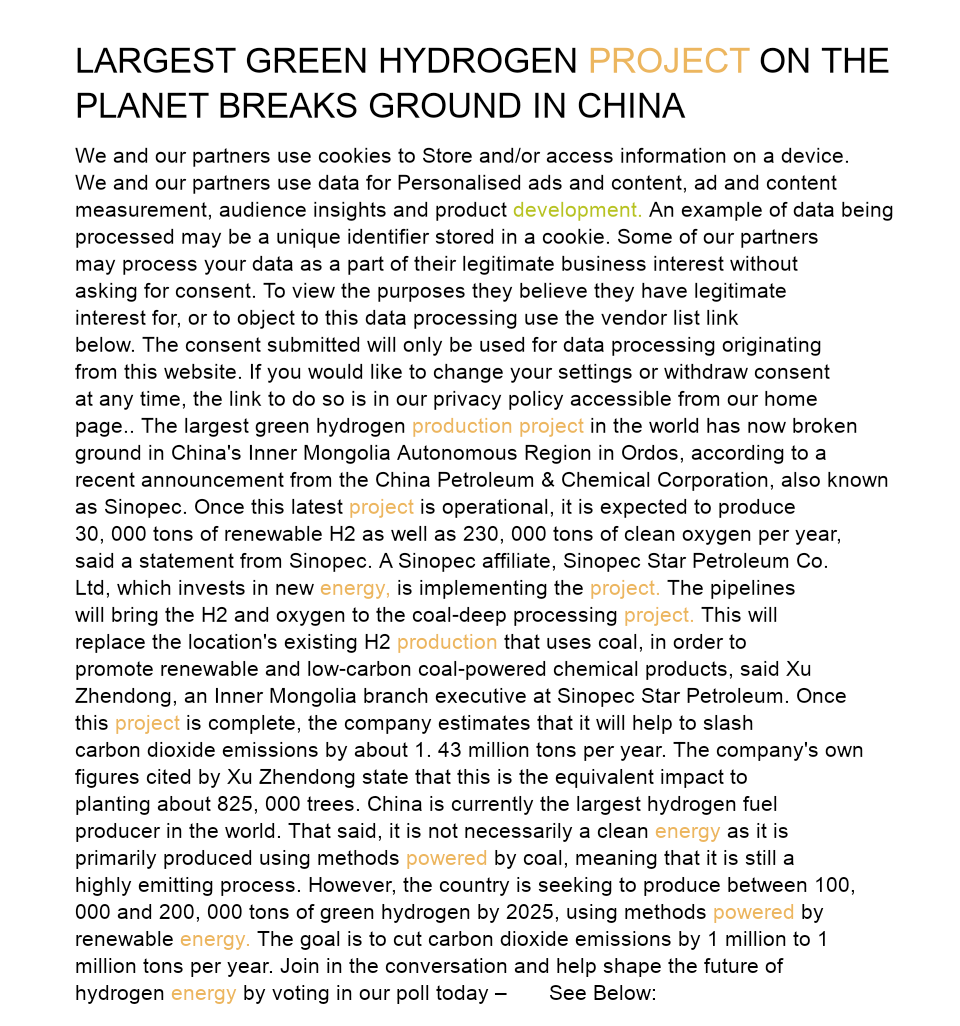 LARGEST GREEN HYDROGEN PROJECT ON THE
PLANET BREAKS GROUND IN CHINA
We and our partners use cookies to Store and/or access information on a device.
We and our partners use data for Personalised ads and content, ad and content
measurement, audience insights and product development. An example of data being
processed may be a unique identifier stored in a cookie. Some of our partners
may process your data as a part of their legitimate business interest without
asking for consent. To view the purposes they believe they have legitimate
interest for, or to object to this data processing use the vendor list link
below. The consent submitted will only be used for data processing originating
from this website. If you would like to change your settings or withdraw consent
at any time, the link to do so is in our privacy policy accessible from our home
page.. The largest green hydrogen production project in the world has now broken
ground in China's Inner Mongolia Autonomous Region in Ordos, according to a
recent announcement from the China Petroleum & Chemical Corporation, also known
as Sinopec. Once this latest project is operational, it is expected to produce
30, 000 tons of renewable H2 as well as 230, 000 tons of clean oxygen per year,
said a statement from Sinopec. A Sinopec affiliate, Sinopec Star Petroleum Co.
Ltd, which invests in new energy, is implementing the project. The pipelines
will bring the H2 and oxygen to the coal-deep processing project. This will
replace the location's existing H2 production that uses coal, in order to
promote renewable and low-carbon coal-powered chemical products, said Xu
Zhendong, an Inner Mongolia branch executive at Sinopec Star Petroleum. Once
this project is complete, the company estimates that it will help to slash
carbon dioxide emissions by about 1. 43 million tons per year. The company's own
figures cited by Xu Zhendong state that this is the equivalent impact to
planting about 825, 000 trees. China is currently the largest hydrogen fuel
producer in the world. That said, it is not necessarily a clean energy as it is
primarily produced using methods powered by coal, meaning that it is still a
highly emitting process. However, the country is seeking to produce between 100,
000 and 200, 000 tons of green hydrogen by 2025, using methods powered by
renewable energy. The goal is to cut carbon dioxide emissions by 1 million to 1
million tons per year. Join in the conversation and help shape the future of
hydrogen energy by voting in our poll today – See Below: